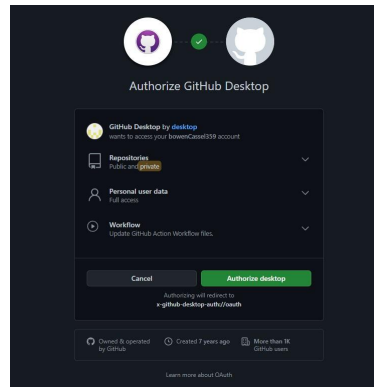 Authorize GitHub Desktop
GitHub Desktop by desktop
wants to access your bowenCassel359 account
Repositories
Public and private
Personal user data
Full access
Workflow
Update GitHub Action Workflow files.
Cancel
Authorize desktop
Authorizing will redirect to
x-github-desktop-auth://oauth
Owned & operated
by GitHub
Created 7 years ago
More than 1K
GitHub users
Learn more about OAuth